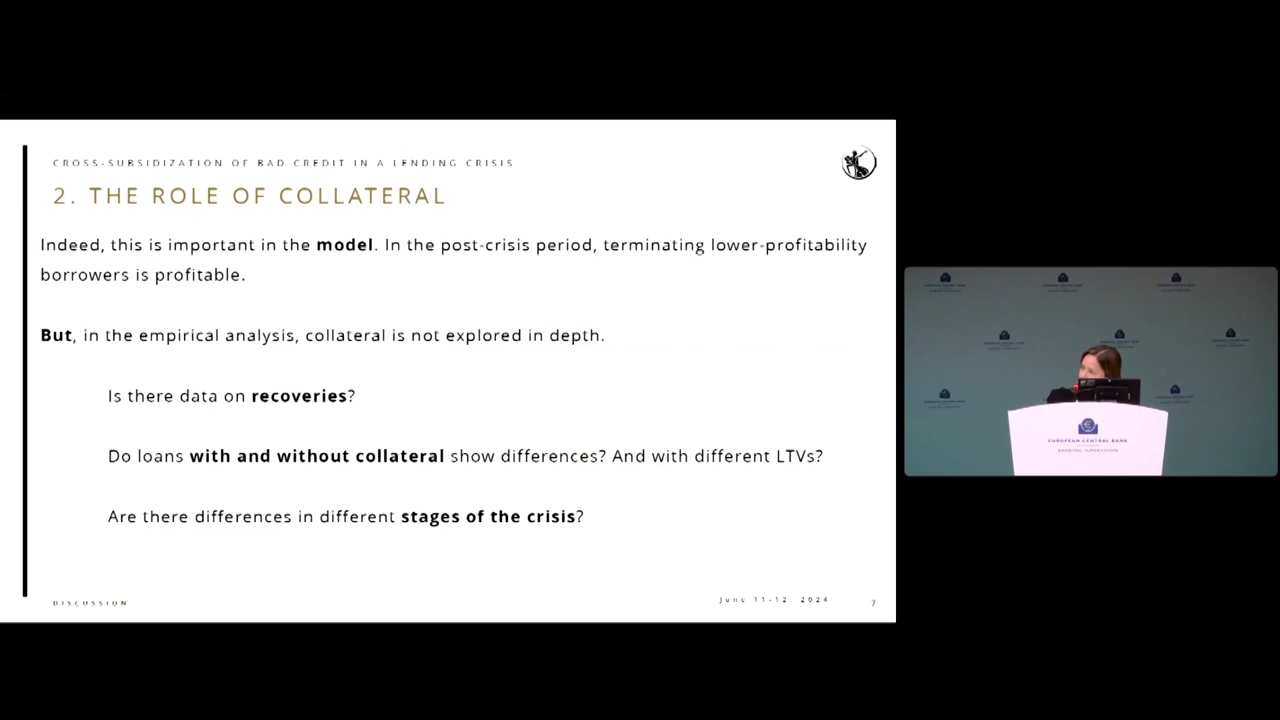 CROSS-SUBSIDIZATION OF BAD CREDIT IN A LENDING CRISIS
2. THE ROLE OF COLLATERAL
Indeed, this is important in the model. In the post-crisis period, terminating lower-profitability
borrowers is profitable.
But, in the empirical analysis, collateral is not explored in depth.
Is there data on recoveries?
Do loans with and without collateral show differences? And with different LTVs?
Are there differences in different stages of the crisis?
DISCUSSION
June 11-12, 2024
7
EUROPEAN CENTRAL BANK
BANKING SUPERVISION